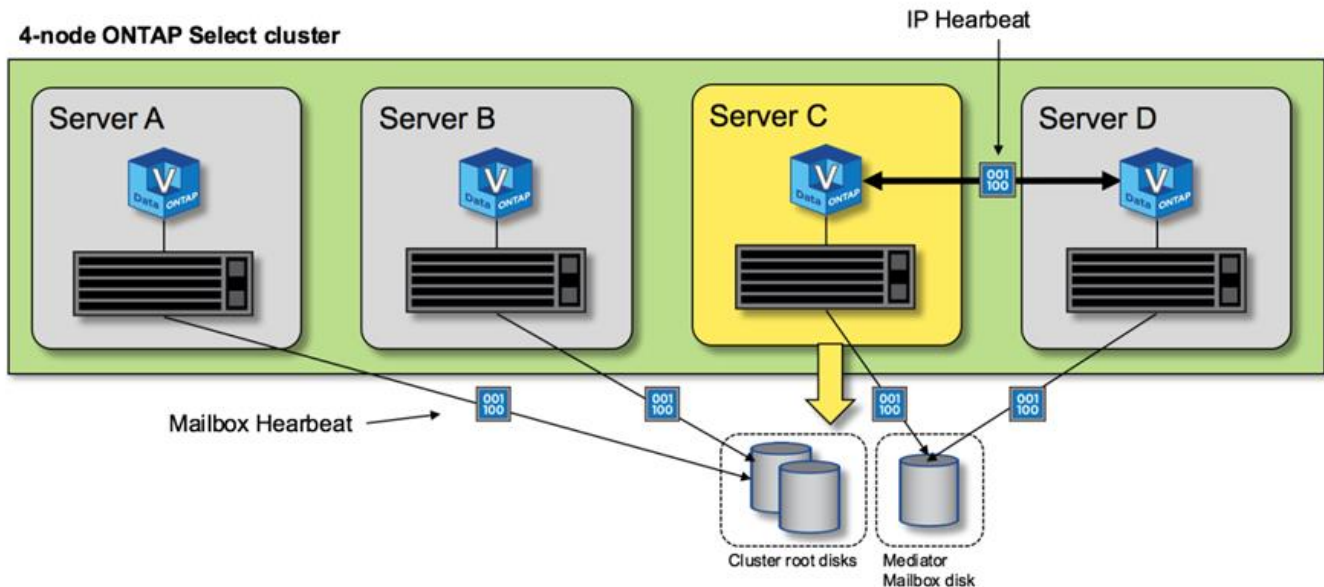 IP Hearbeat
4-node ONTAP Select cluster
Server A
Server B
Server C
Server D
V
Data ONTAP
V
Data ONTAP
V
Data ONTAP
V
Data ONTAP
001
100
001
100
001
100
001
100
001
100
Mailbox Hearbeat
Cluster root disks
Mediator
Mailbox disk